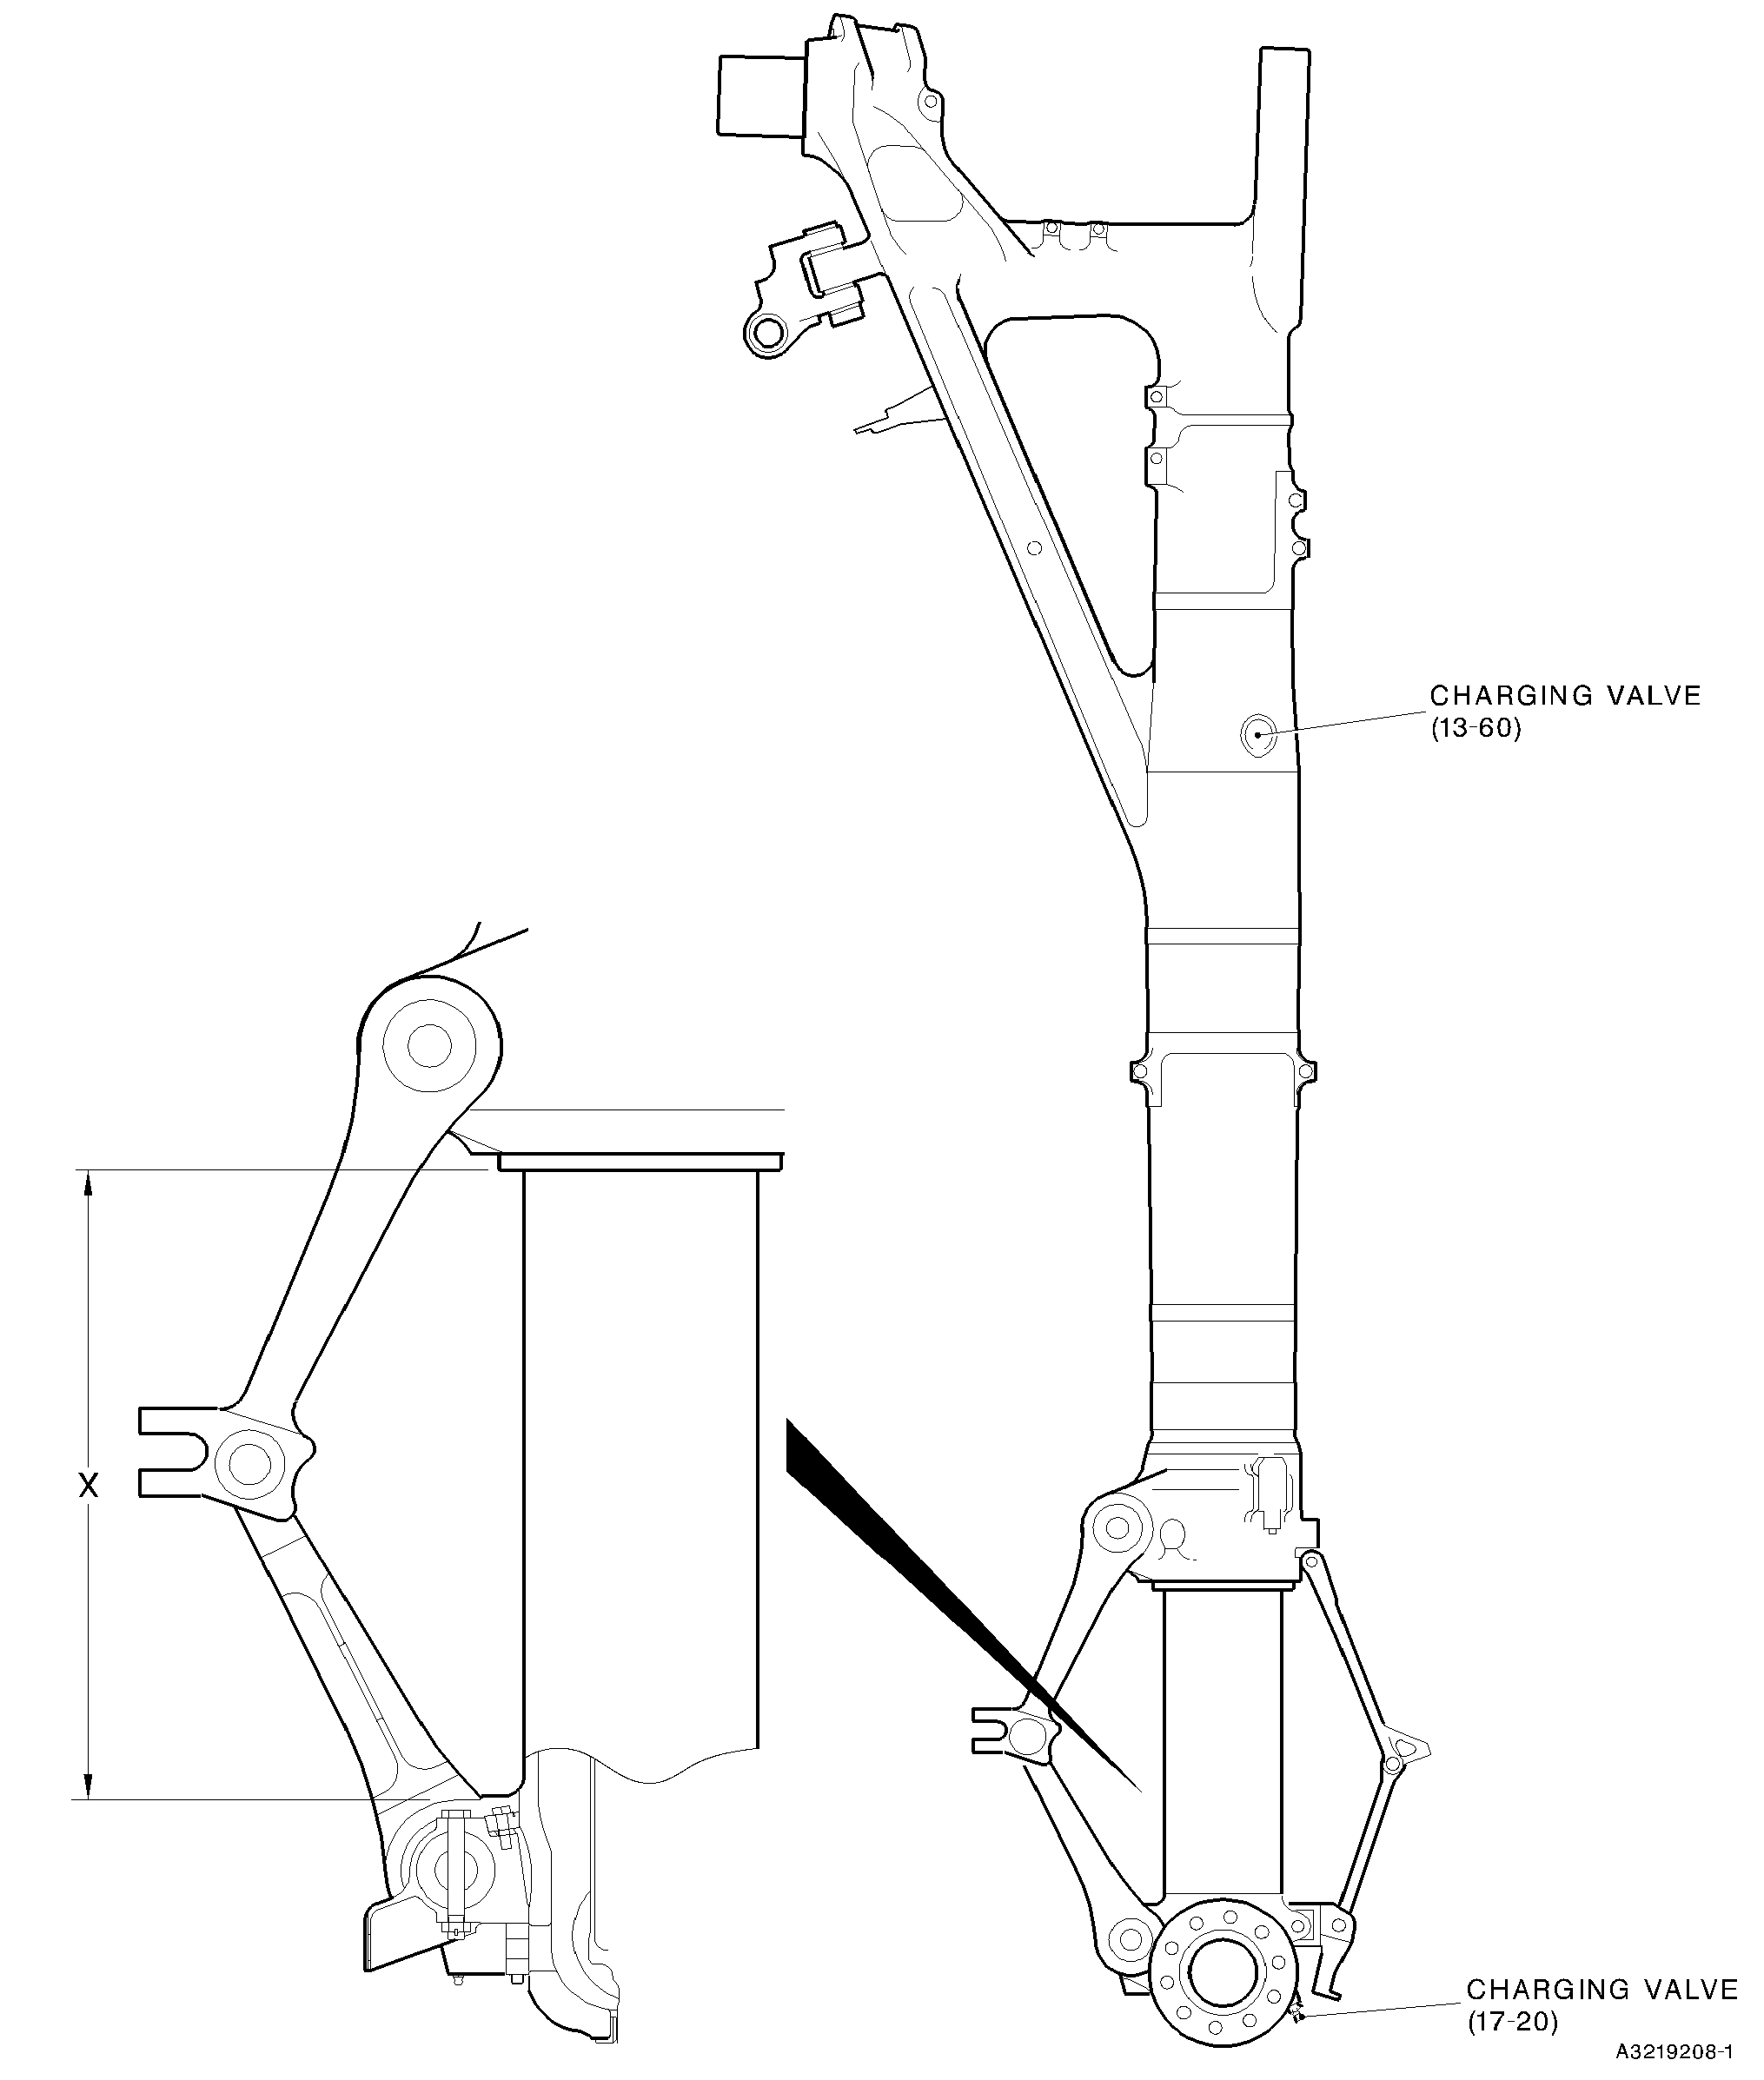 CHARGING VALVE
(13-60)
X
CHARGING VALVE
(17-20)
A3219208-1